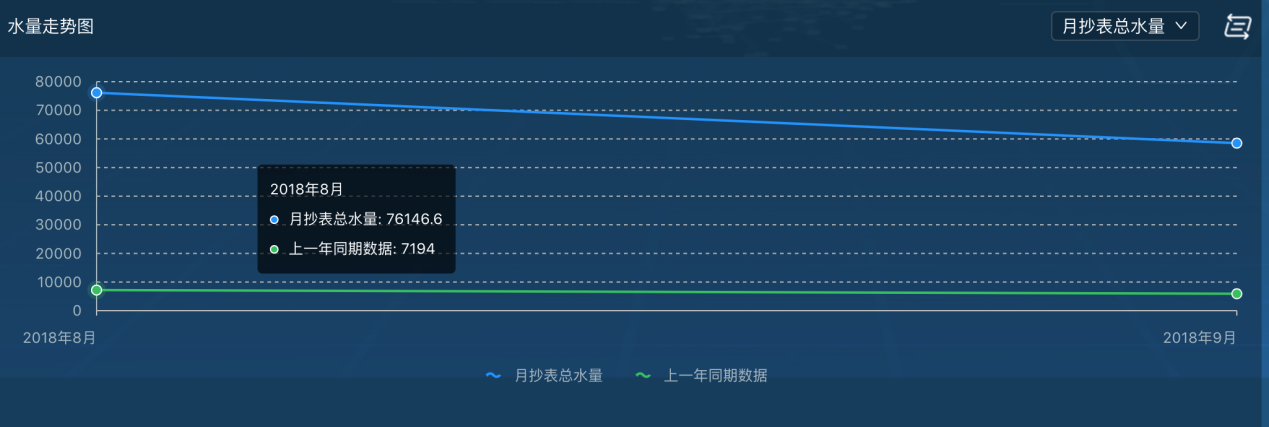 水量走势图
月抄表总水量
80000
70000
60000
50000
40000
30000
20000
10000
0
2018年8月
月抄表总水量: 76146.6
上一年同期数据: 7194
2018年8月 2018年9月
月抄表总水量 上一年同期数据